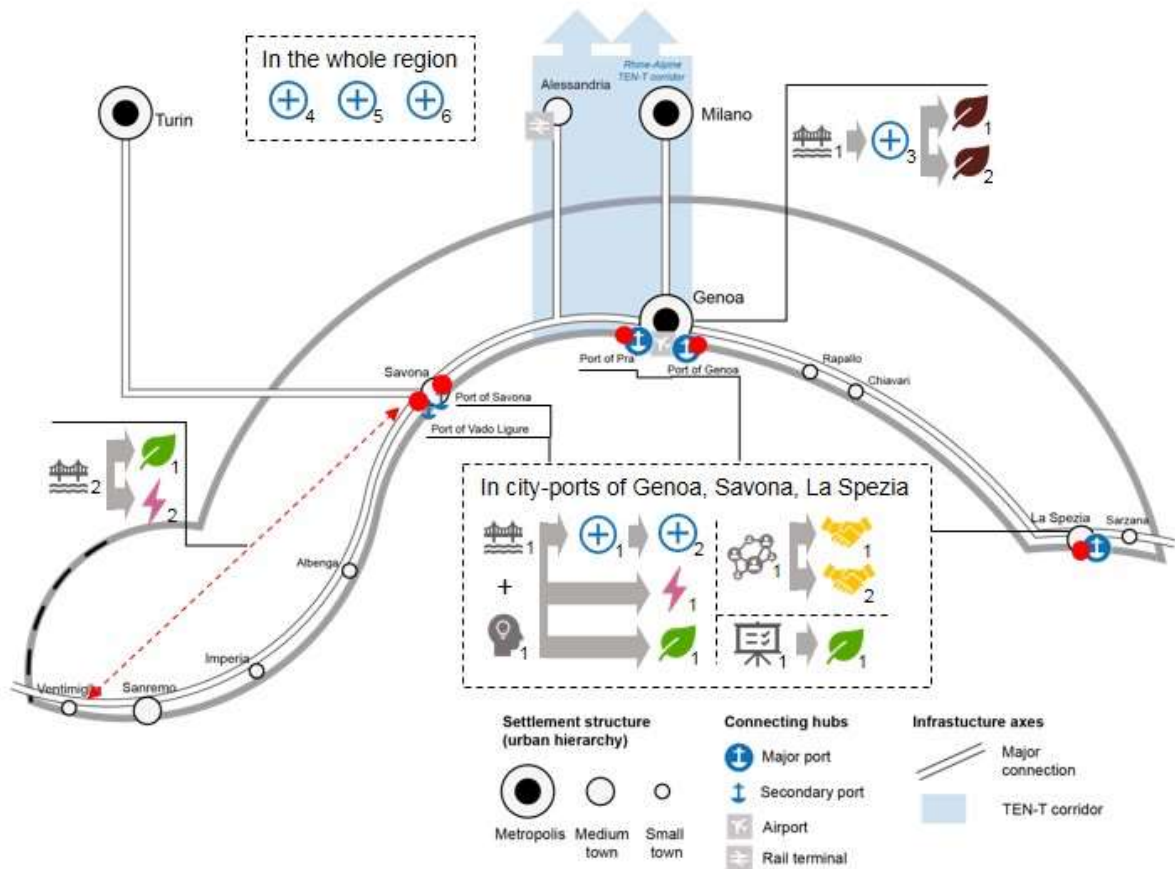 In the whole region
4
5
6
Rhine-Alpine
TEN-T corridor
Alessandria
Turin
Milano
1
3
1
2
Genoa
Port of Pra
Port of Genoa
Rapallo
Chiavari
Savona
Port of Savona
Port of Vado Ligure
2
1
2
In city-ports of Genoa, Savona, La Spezia
1
1
2
1
1
2
+
1
1
1
1
1
La Spezia
Sarzana
Albenga
Imperia
Ventimiglia
Sanremo
Settlement structure
(urban hierarchy)
Metropolis
Medium
town
Small
town
Connecting hubs
Major port
Secondary port
Airport
Rail terminal
Infrastucture axes
Major
connection
TEN-T corridor